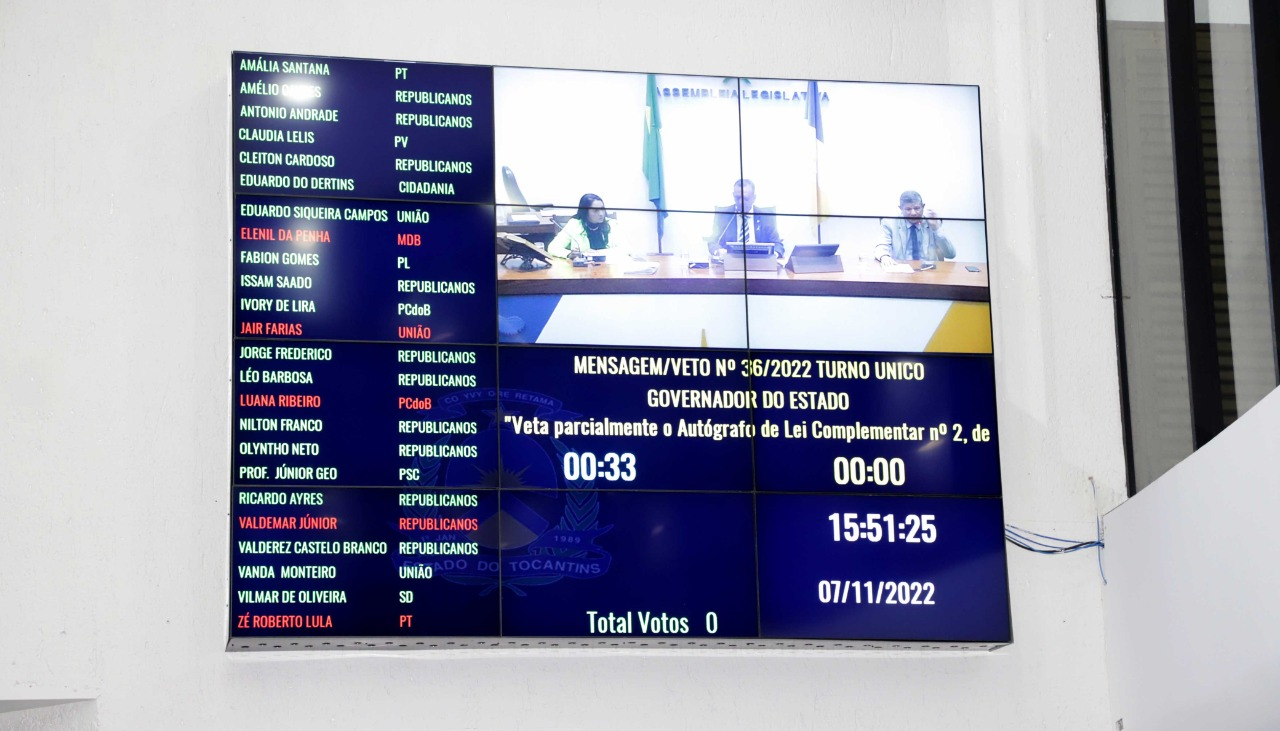 AMÁLIA SANTANA PT
AMÉLIO REPUBLICANOS
ANTONIO ANDRADE REPUBLICANOS
CLAUDIA LELIS PV
CLEITON CARDOSO REPUBLICANOS
EDUARDO DO DERTINS CIDADANIA
EDUARDO SIQUEIRA CAMPOS UNIÃO
ELENIL DA PENHA MDB
FABION GOMES PL
ISSAM SAADO REPUBLICANOS
IVORY DE LIRA PCdoB
JAIR FARIAS UNIÃO
JORGE FREDERICO REPUBLICANOS
LÉO BARBOSA REPUBLICANOS
LUANA RIBEIRO PCdoB
NILTON FRANCO REPUBLICANOS
OLYNTHO NETO REPUBLICANOS
PROF. JÚNIOR GEO PSC
RICARDO AYRES REPUBLICANOS
VALDEMAR JÚNIOR REPUBLICANOS
VALDEREZ CASTELO BRANCO REPUBLICANOS
VANDA MONTEIRO UNIÃO
VILMAR DE OLIVEIRA SD
ZÉ ROBERTO LULA PT
ASSEMBLEIA LEGISLATIVA
MENSAGEM/VETO Nº 36/2022 TURNO UNICO
GOVERNADOR DO ESTADO
"Veta parcialmente o Autógrafo de Lei Complementar nº 2, de
00:33 00:00
15:51:25
07/11/2022
Total Votos 0
CO YVY ORE RETAMA
1º JAN 1989
ESTADO DO TOCANTINS